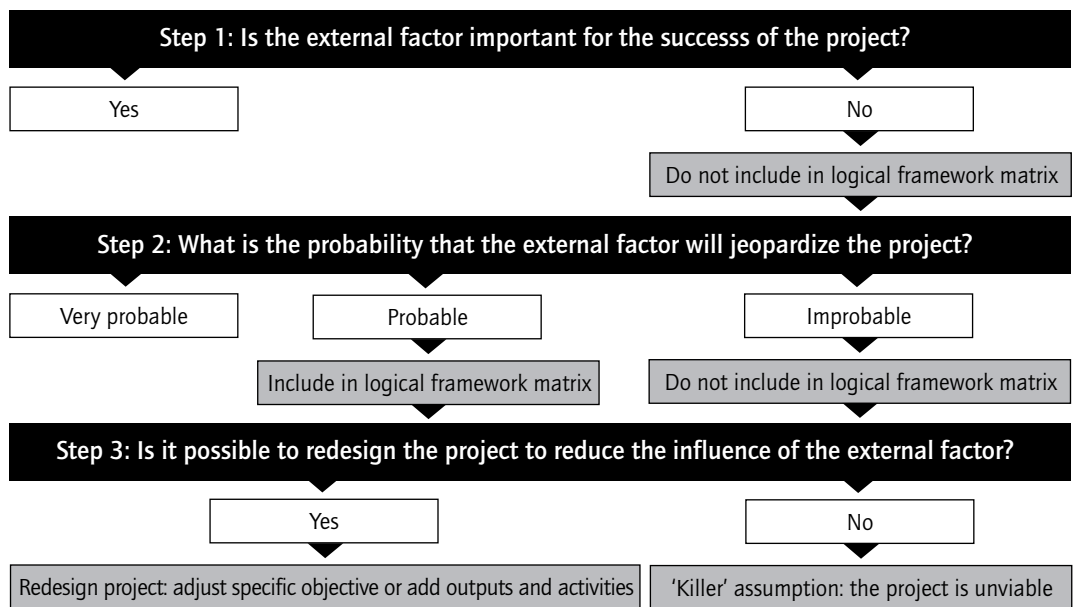 Step 1: Is the external factor important for the successs of the project?
Yes
No
Do not include in logical framework matrix
Step 2: What is the probability that the external factor will jeopardize the project?
Very probable
Probable
Improbable
Include in logical framework matrix
Do not include in logical framework matrix
Step 3: Is it possible to redesign the project to reduce the influence of the external factor?
Yes
No
Redesign project: adjust specific objective or add outputs and activities
‘Killer’ assumption: the project is unviable